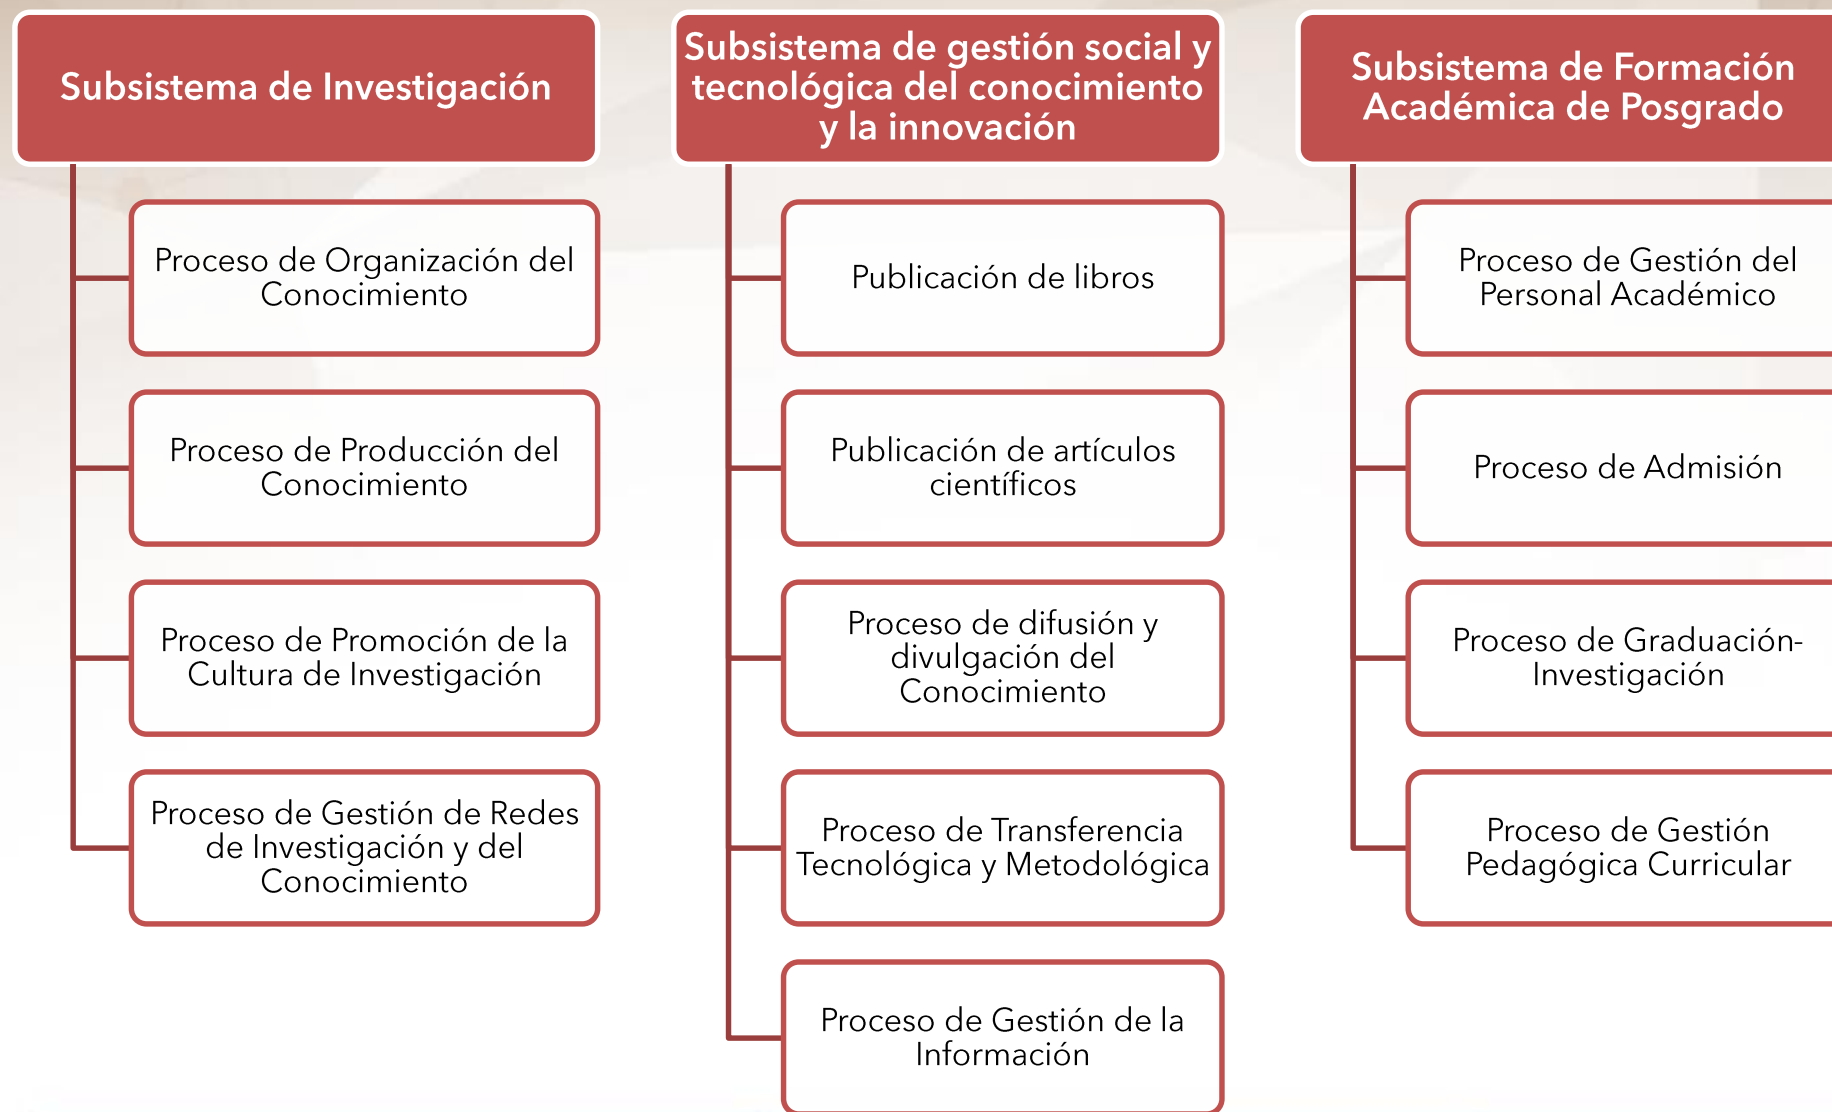 Subsistema de Investigación
Proceso de Organización del
Conocimiento
Proceso de Producción del
Conocimiento
Proceso de Promoción de la
Cultura de Investigación
Proceso de Gestión de Redes
de Investigación y del
Conocimiento
Subsistema de gestión social y
tecnológica del conocimiento
y la innovación
Publicación de libros
Publicación de artículos
científicos
Proceso de difusión y
divulgación del
Conocimiento
Proceso de Transferencia
Tecnológica y Metodológica
Proceso de Gestión de la
Información
Subsistema de Formación
Académica de Posgrado
Proceso de Gestión del
Personal Académico
Proceso de Admisión
Proceso de Graduación-
Investigación
Proceso de Gestión
Pedagógica Curricular